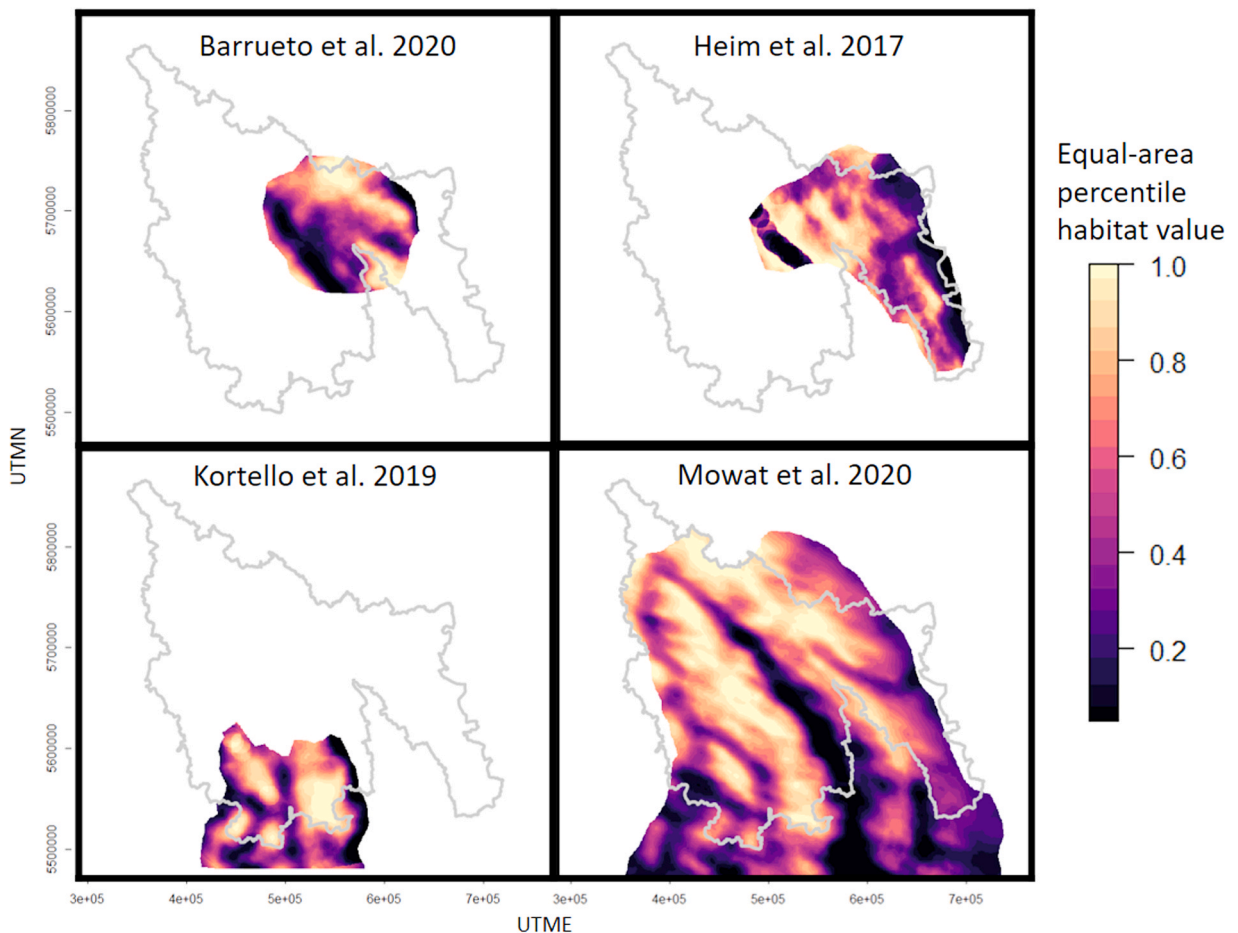 Barrueto et al. 2020
Heim et al. 2017
Kortello et al. 2019
Mowat et al. 2020
Equal-area
percentile
habitat value
1.0
0.8
0.6
0.4
0.2
UTMN
5800000
5700000
5600000
5500000
5800000
5700000
5600000
5500000
3e+05 4e+05 5e+05 6e+05 7e+05
3e+05 4e+05 5e+05 6e+05 7e+05
UTME